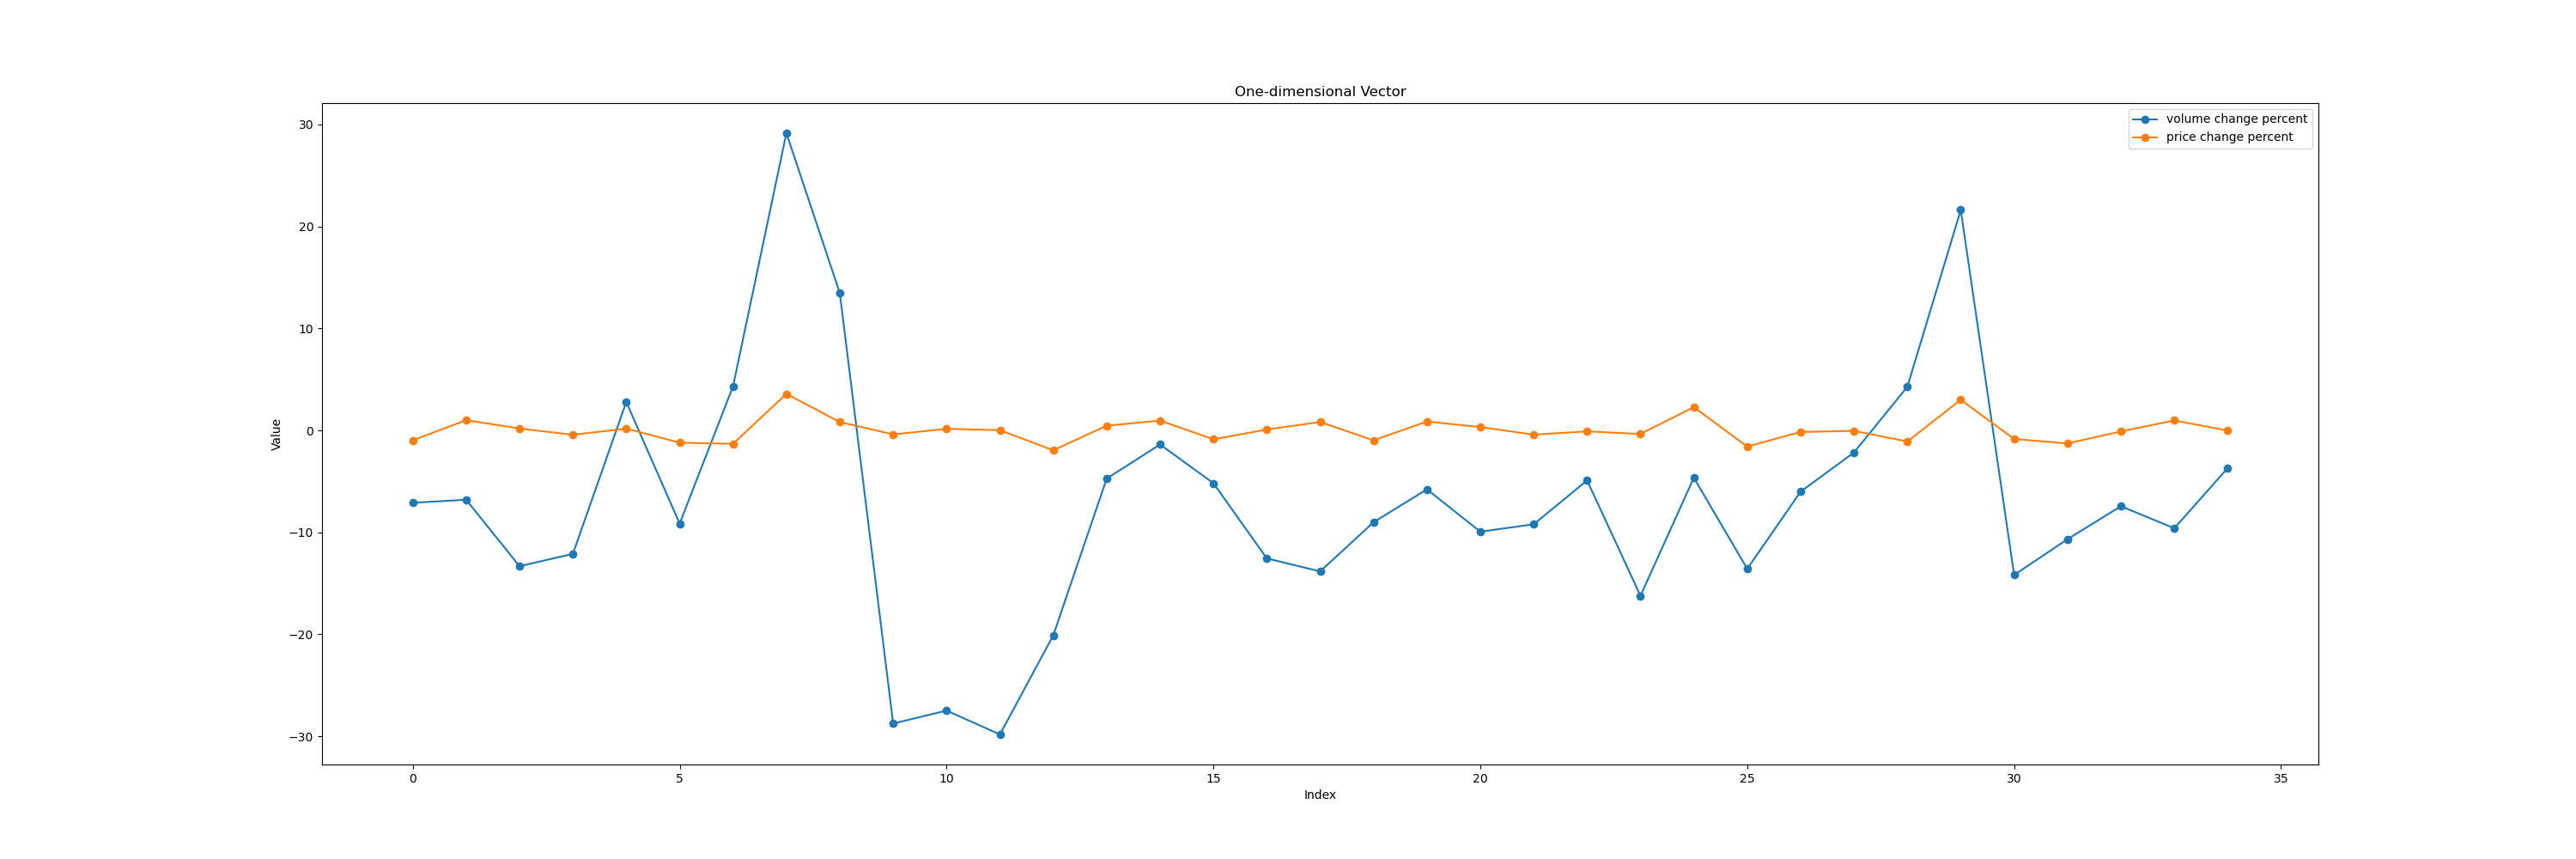 One-dimensional Vector
volume change percent
price change percent
30
20
10
0
−10
−20
−30
Value
0 5 10 15 20 25 30 35
Index